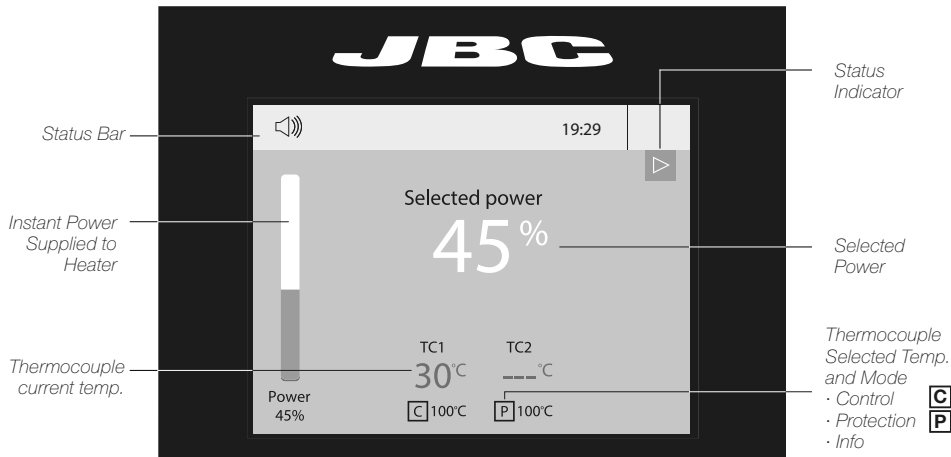 JBC
Status
Indicator
Status Bar
19:29
Selected power
45%
Instant Power
Supplied to
Heater
Selected
Power
TC1
TC2
30°C
---°C
Thermocouple
current temp.
Power
45%
C 100°C
P 100°C
Thermocouple
Selected Temp.
and Mode
· Control C
· Protection P
· Info